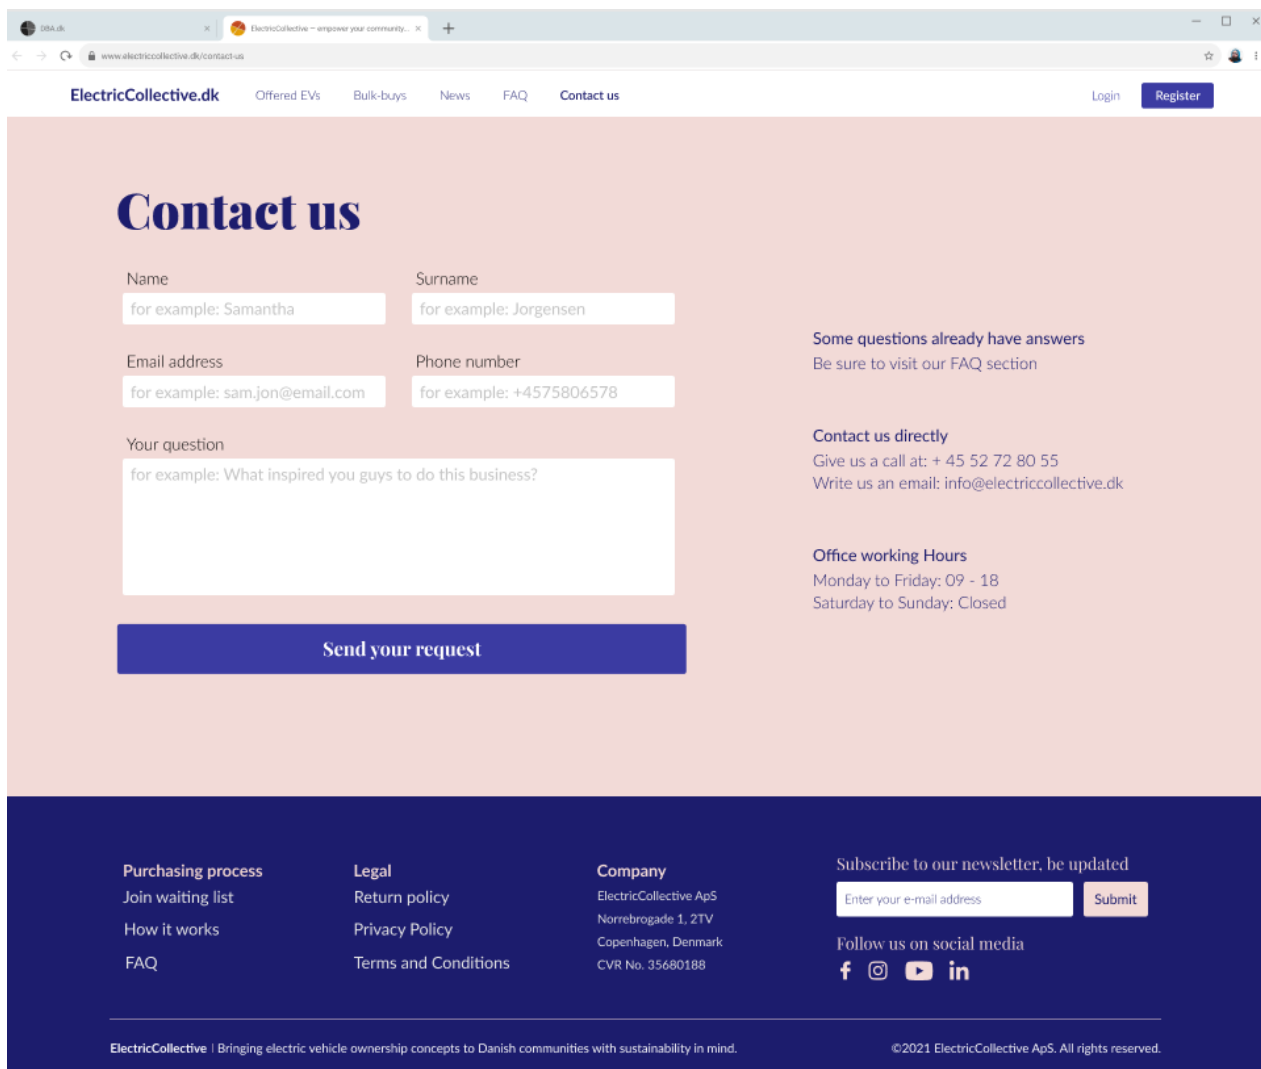 DBA.dk
ElectricCollective – empower your community...
www.electriccollective.dk/contact-us
ElectricCollective.dk Offered EVs Bulk-buys News FAQ Contact us Login Register
Contact us
Name Surname
for example: Samantha for example: Jorgensen
Email address Phone number
for example: sam.jon@email.com for example: +4575806578
Your question
for example: What inspired you guys to do this business?
Send your request
Some questions already have answers
Be sure to visit our FAQ section
Contact us directly
Give us a call at: + 45 52 72 80 55
Write us an email: info@electriccollective.dk
Office working Hours
Monday to Friday: 09 - 18
Saturday to Sunday: Closed
Purchasing process
Join waiting list
How it works
FAQ
Legal
Return policy
Privacy Policy
Terms and Conditions
Company
ElectricCollective ApS
Norrebrogade 1, 2TV
Copenhagen, Denmark
CVR No. 35680188
Subscribe to our newsletter, be updated
Enter your e-mail address Submit
Follow us on social media
ElectricCollective | Bringing electric vehicle ownership concepts to Danish communities with sustainability in mind.
©2021 ElectricCollective ApS. All rights reserved.